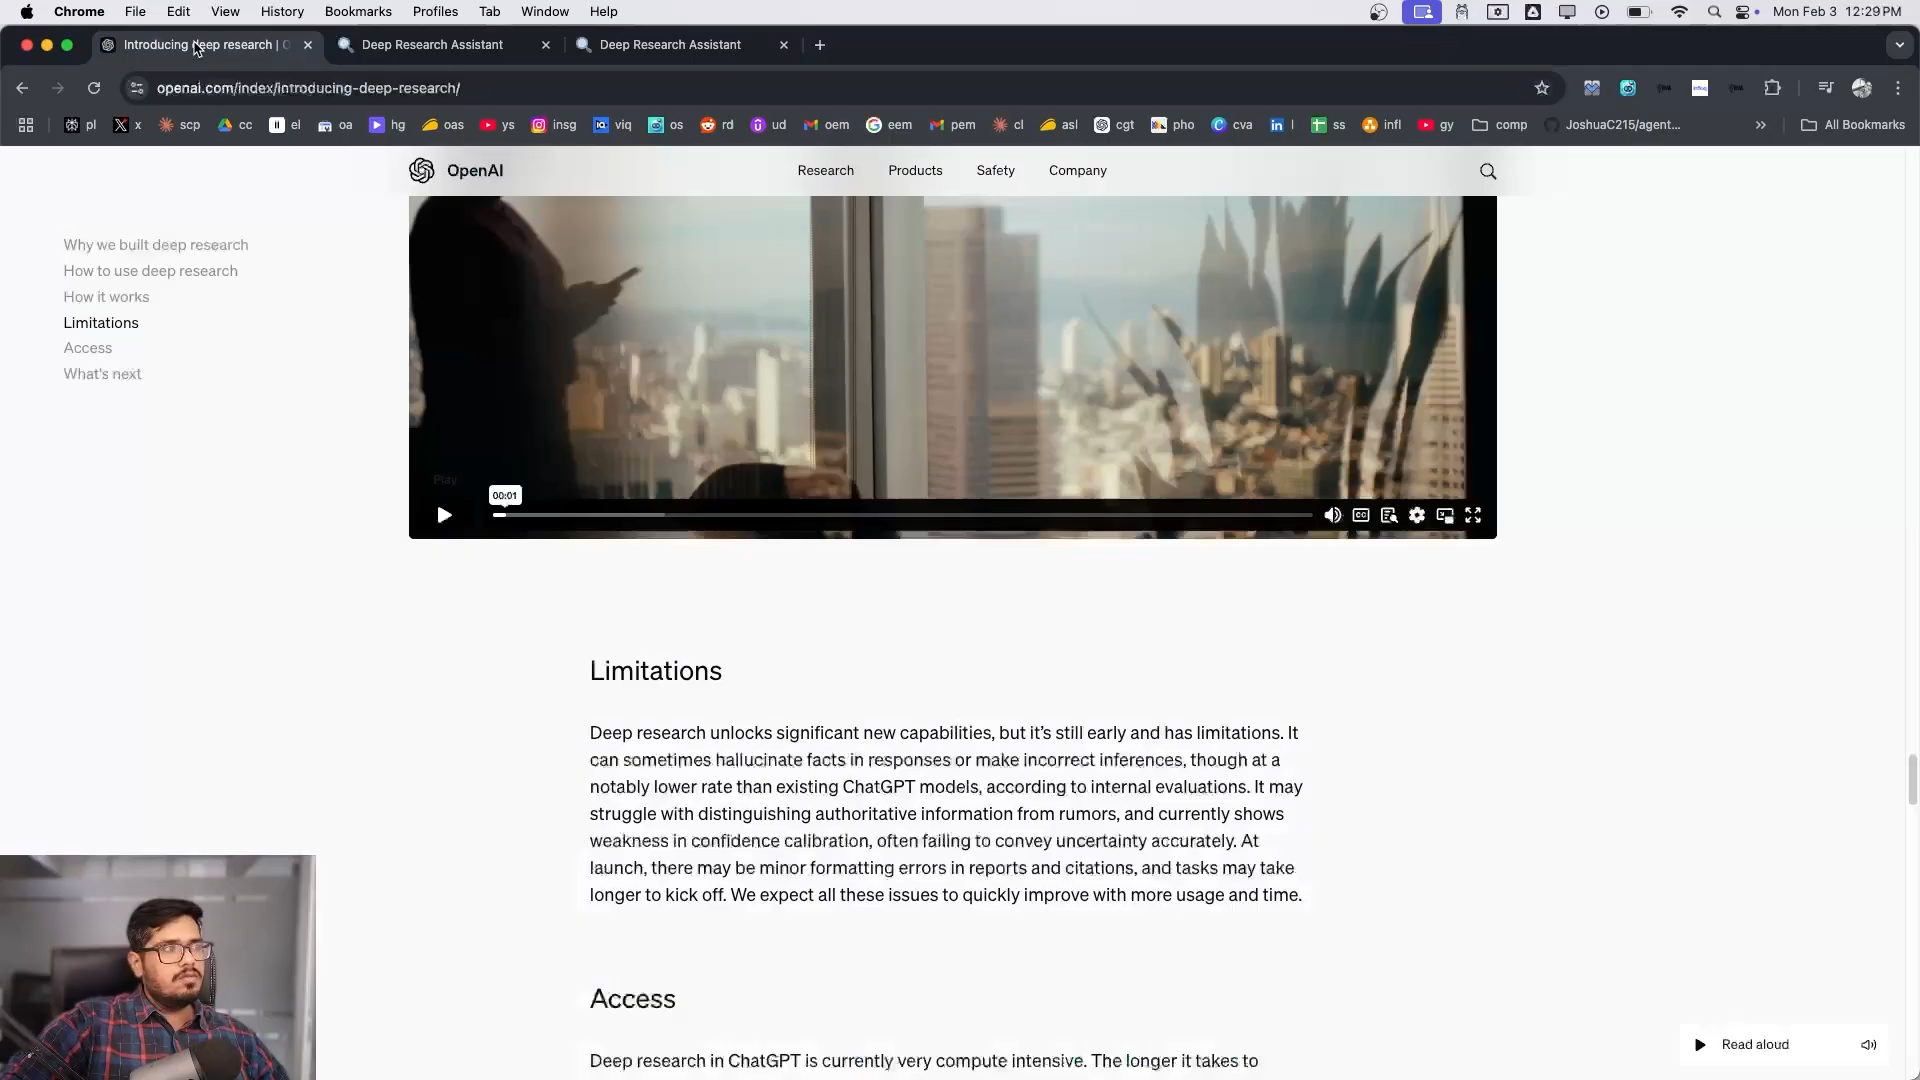 Chrome File Edit View History Bookmarks Profiles Tab Window Help Mon Feb 3 12:29 PM
Introducing deep research | O Deep Research Assistant Deep Research Assistant
openai.com/index/introducing-deep-research/
pl x scp cc el oa hg oas ys insg viq os rd ud oem eem pem cl asl cgt pho cva l ss infl gy comp JoshuaC215/agent... All Bookmarks
OpenAI Research Products Safety Company
Why we built deep research
How to use deep research
How it works
Limitations
Access
What's next
Play
00:01
Limitations
Deep research unlocks significant new capabilities, but it’s still early and has limitations. It
can sometimes hallucinate facts in responses or make incorrect inferences, though at a
notably lower rate than existing ChatGPT models, according to internal evaluations. It may
struggle with distinguishing authoritative information from rumors, and currently shows
weakness in confidence calibration, often failing to convey uncertainty accurately. At
launch, there may be minor formatting errors in reports and citations, and tasks may take
longer to kick off. We expect all these issues to quickly improve with more usage and time.
Access
Deep research in ChatGPT is currently very compute intensive. The longer it takes to
Read aloud